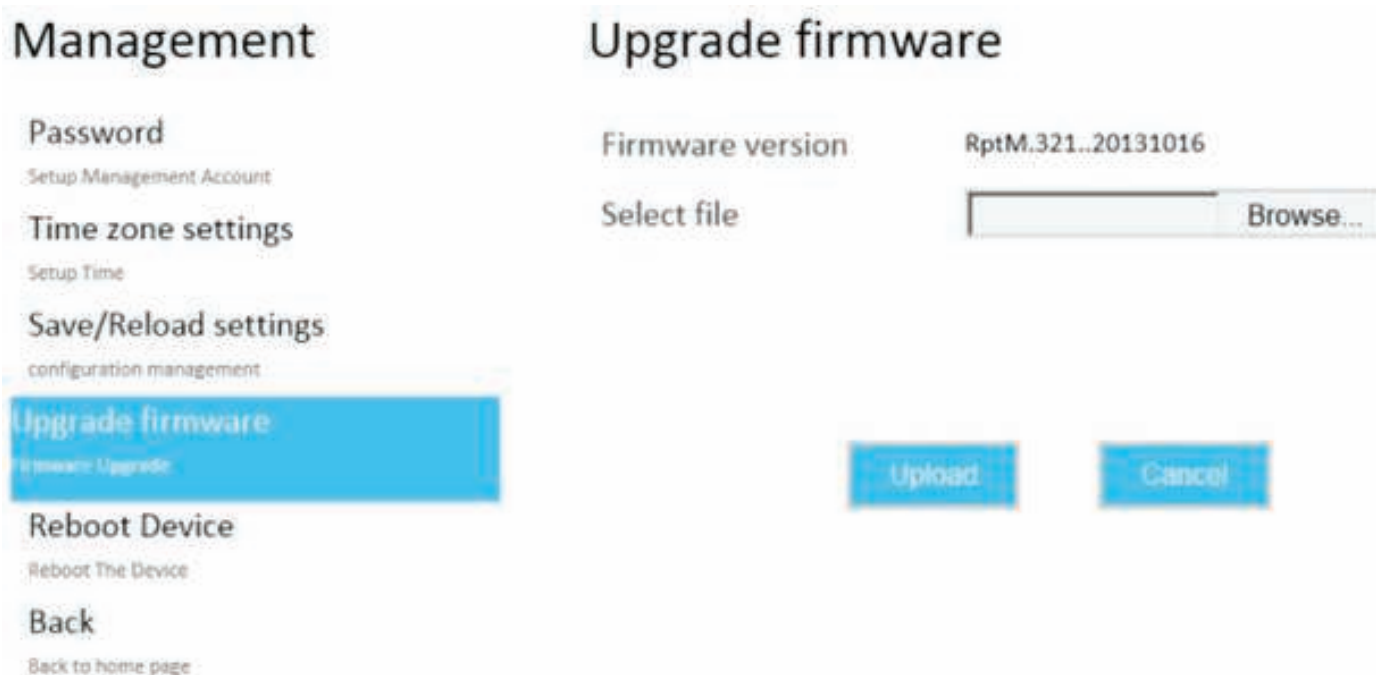 Management
Password
Setup Management Account
Time zone settings
Setup Time
Save/Reload settings
configuration management
Upgrade firmware
Firmware Upgrade
Reboot Device
Reboot The Device
Back
Back to home page
Upgrade firmware
Firmware version RptM.321..20131016
Select file Browse...
Upload Cancel